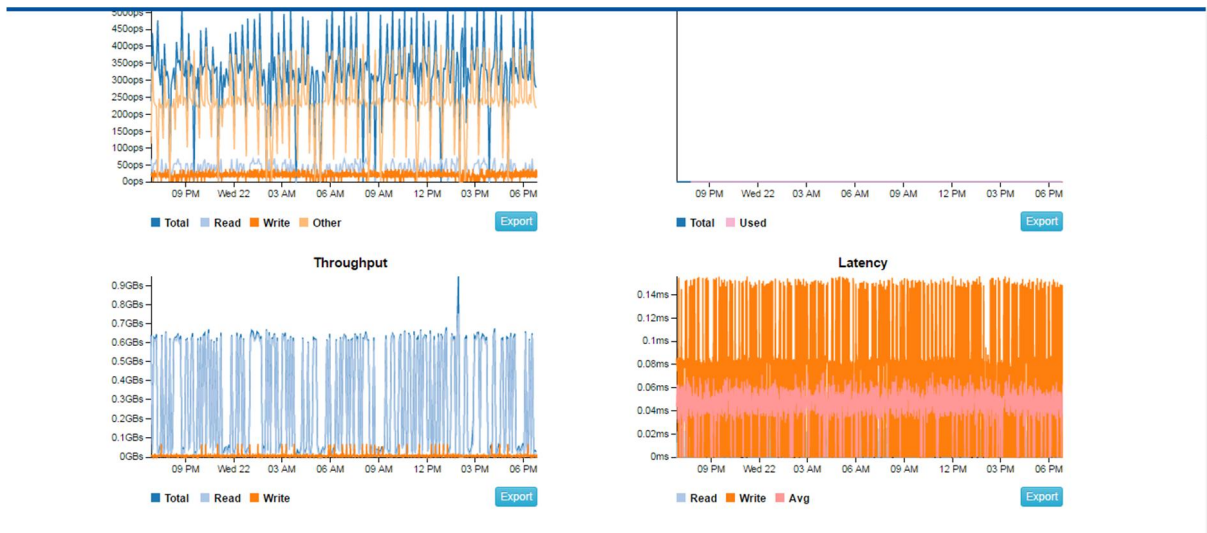 500ops
450ops
400ops
350ops
300ops
250ops
200ops
150ops
100ops
50ops
0ops
09 PM Wed 22 03 AM 06 AM 09 AM 12 PM 03 PM 06 PM
09 PM Wed 22 03 AM 06 AM 09 AM 12 PM 03 PM 06 PM
Total Read Write Other Export
Total Used Export
Throughput
0.9GBs
0.8GBs
0.7GBs
0.6GBs
0.5GBs
0.4GBs
0.3GBs
0.2GBs
0.1GBs
0GBs
09 PM Wed 22 03 AM 06 AM 09 AM 12 PM 03 PM 06 PM
Total Read Write Export
Latency
0.14ms
0.12ms
0.1ms
0.08ms
0.06ms
0.04ms
0.02ms
0ms
09 PM Wed 22 03 AM 06 AM 09 AM 12 PM 03 PM 06 PM
Read Write Avg Export